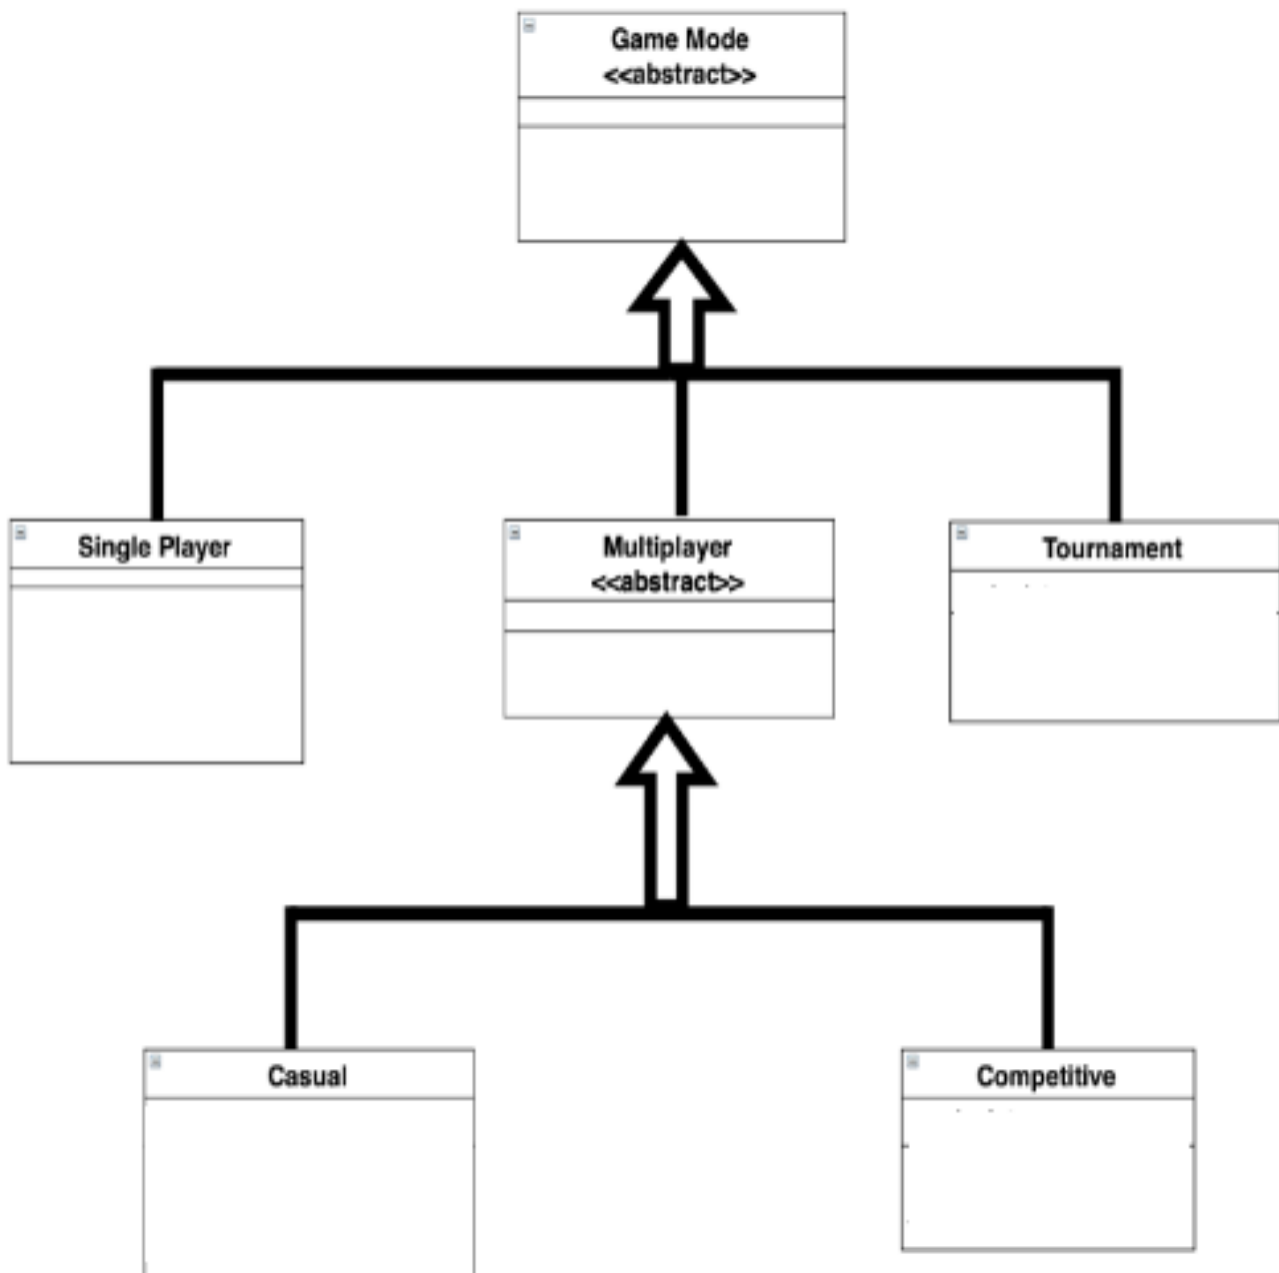 Game Mode
<<abstract>>
Single Player
Multiplayer
<<abstract>>
Tournament
Casual
Competitive